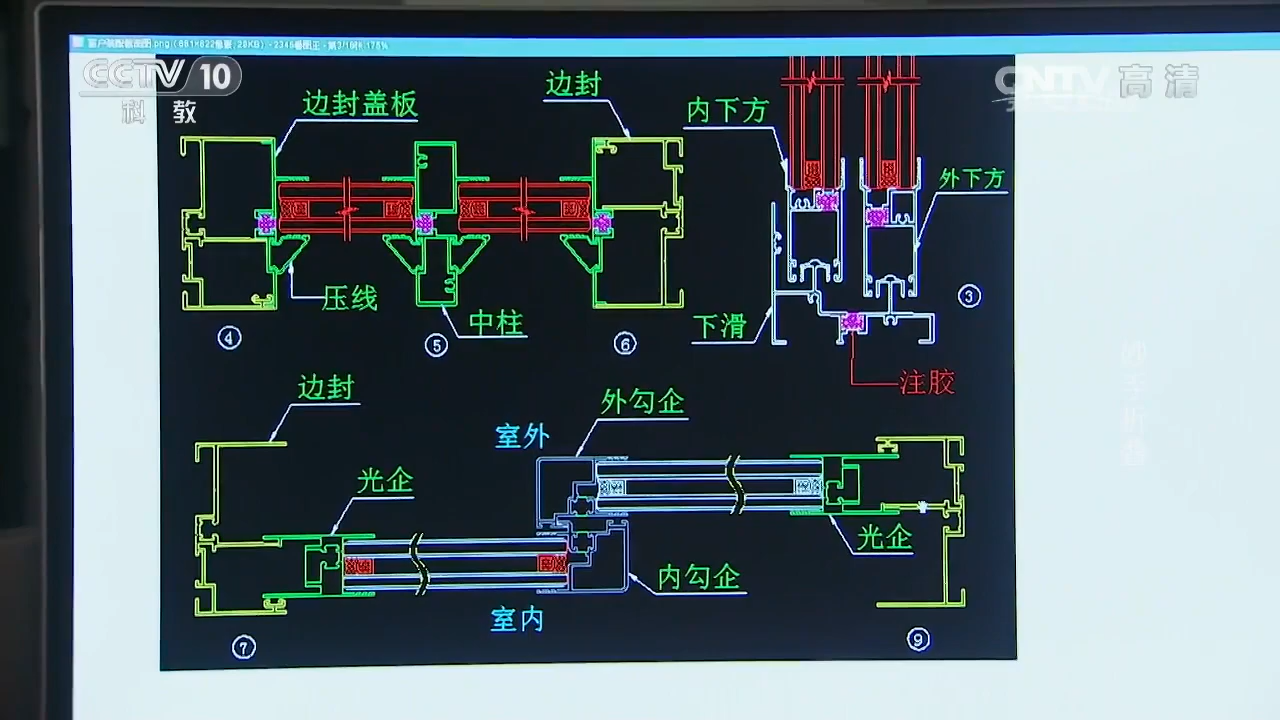 CCTV 10
科教
CNTV 高清
边封盖板
边封
内下方
外下方
压线
中柱
下滑
注胶
③
④
⑤
⑥
边封
室外
外勾企
光企
光企
内勾企
室内
⑦
⑨